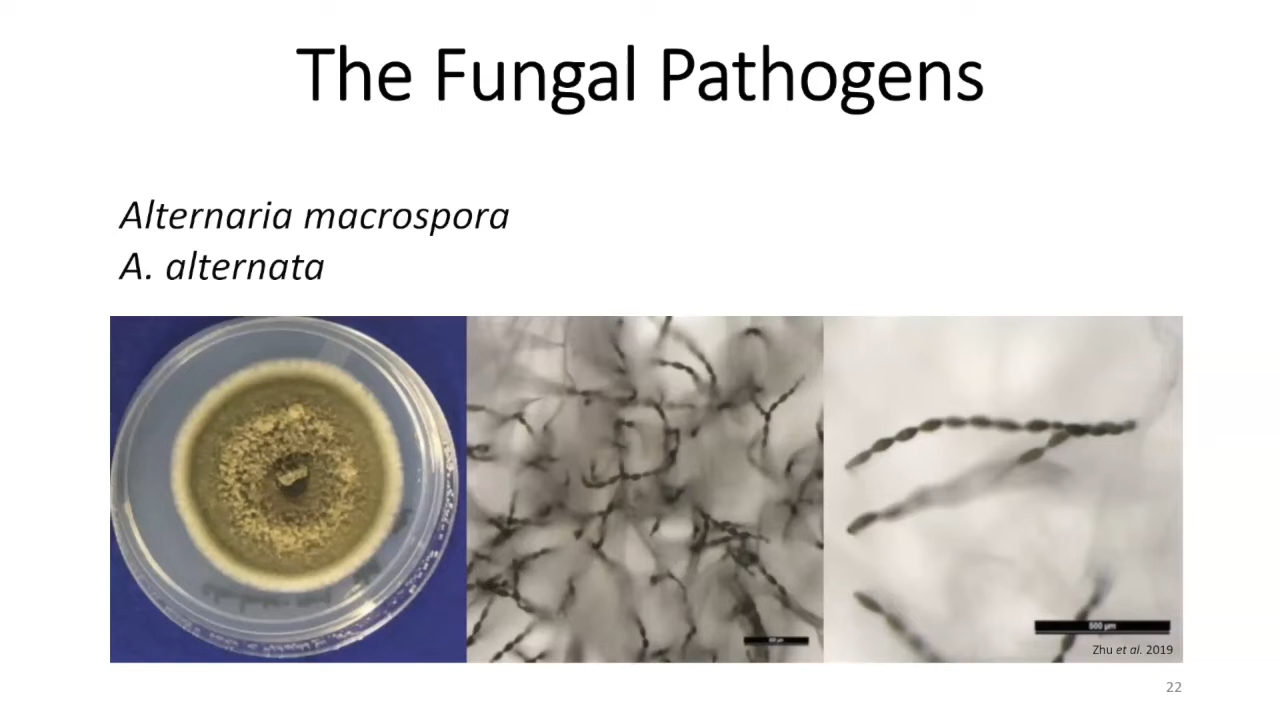 The Fungal Pathogens
Alternaria macrospora
A. alternata
500 µm
Zhu et al. 2019
22